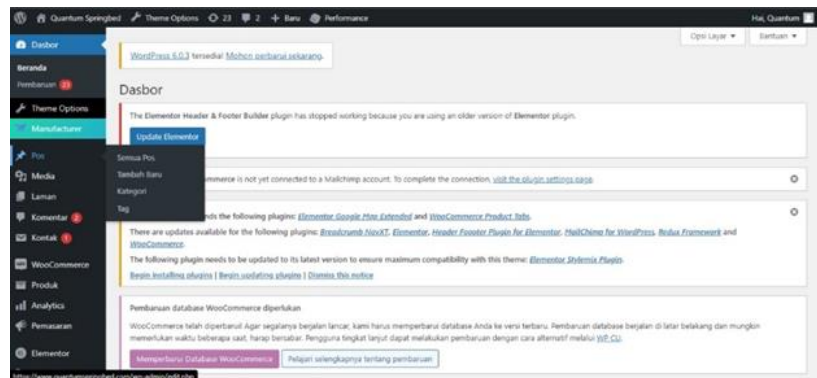 Quantum Springbed Theme Options 23 2 + Baru Performance Hai, Quantum
Opsi Layar Bantuan
Dasbor
Beranda
Pembaruan 23
Theme Options
Manufacturer
Pos
Media
Laman
Komentar 2
Kontak 1
WooCommerce
Produk
Analytics
Pemasaran
Elementor
Semua Pos
Tambah Baru
Kategori
Tag
WordPress 6.0.3 tersedia! Mohon perbarui sekarang.
Dasbor
The Elementor Header & Footer Builder plugin has stopped working because you are using an older version of Elementor plugin.
Update Elementor
mmerce is not yet connected to a Mailchimp account. To complete the connection, visit the plugin settings page.
nds the following plugins: Elementor Google Map Extended and WooCommerce Product Tabs.
There are updates available for the following plugins: Breadcrumb NavXT, Elementor, Header Footer Plugin for Elementor, MailChimp for WordPress, Redux Framework and
WooCommerce.
The following plugin needs to be updated to its latest version to ensure maximum compatibility with this theme: Elementor Stylemix Plugin.
Begin installing plugins | Begin updating plugins | Dismiss this notice
Pembaruan database WooCommerce diperlukan
WooCommerce telah diperbarui! Agar segalanya berjalan lancar, kami harus memperbarui database Anda ke versi terbaru. Pembaruan database berjalan di latar belakang dan mungkin
memerlukan waktu beberapa saat, harap bersabar. Pengguna tingkat lanjut dapat melakukan pembaruan dengan cara alternatif melalui WP CLI.
Memperbarui Database WooCommerce Pelajari selengkapnya tentang pembaruan